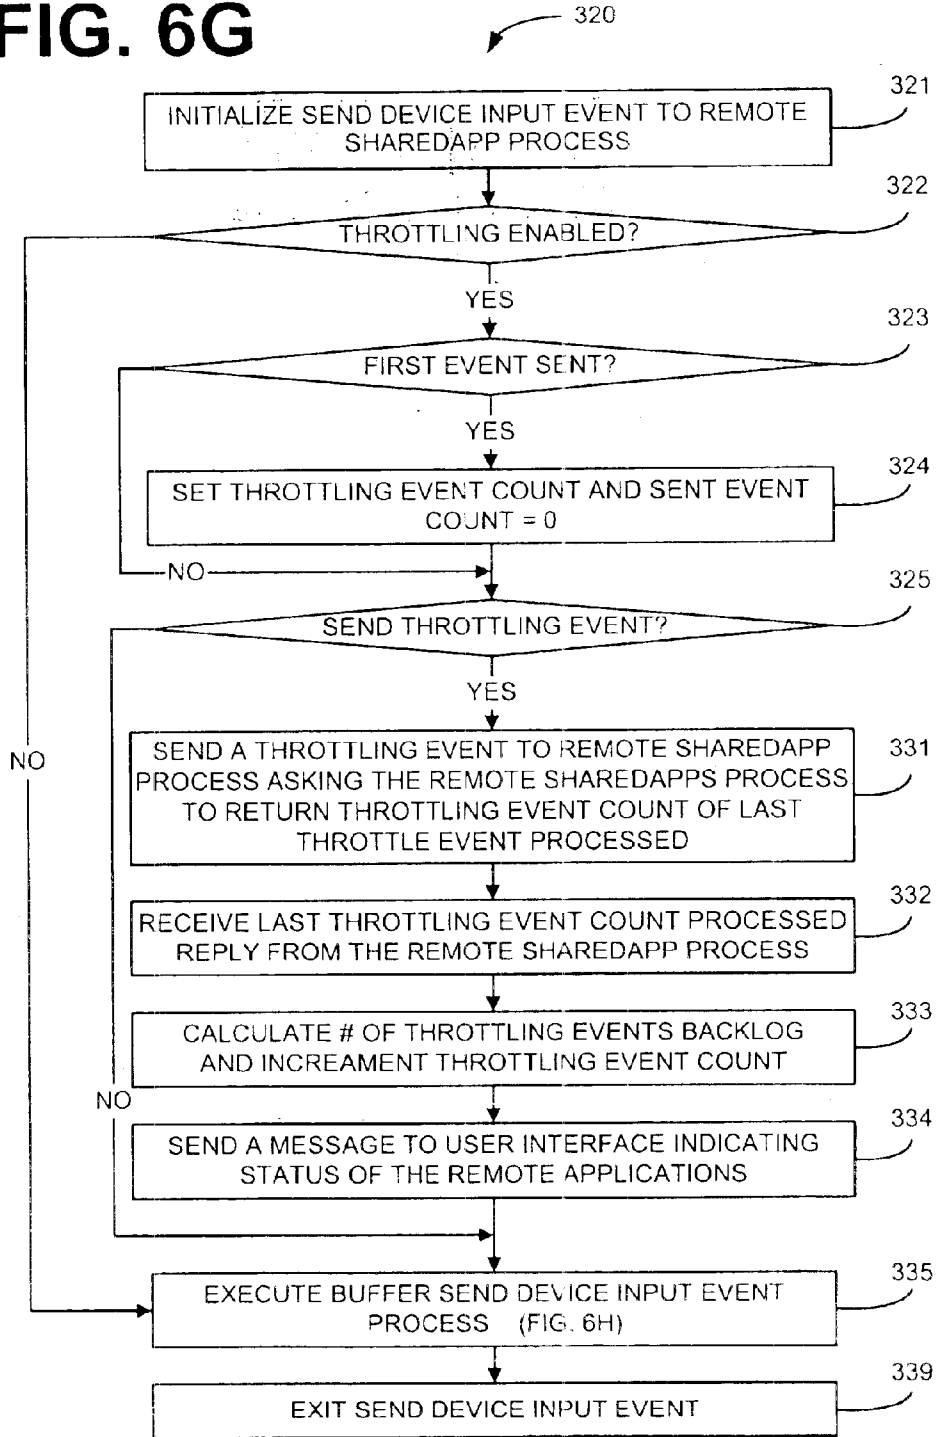 FIG. 6G
320
321
INITIALIZE SEND DEVICE INPUT EVENT TO REMOTE
SHAREDAPP PROCESS
322
THROTTLING ENABLED?
YES
323
FIRST EVENT SENT?
YES
324
SET THROTTLING EVENT COUNT AND SENT EVENT
COUNT = 0
NO
325
SEND THROTTLING EVENT?
YES
NO
331
SEND A THROTTLING EVENT TO REMOTE SHAREDAPP
PROCESS ASKING THE REMOTE SHAREDAPPS PROCESS
TO RETURN THROTTLING EVENT COUNT OF LAST
THROTTLE EVENT PROCESSED
332
RECEIVE LAST THROTTLING EVENT COUNT PROCESSED
REPLY FROM THE REMOTE SHAREDAPP PROCESS
333
CALCULATE # OF THROTTLING EVENTS BACKLOG
AND INCREAMENT THROTTLING EVENT COUNT
NO
334
SEND A MESSAGE TO USER INTERFACE INDICATING
STATUS OF THE REMOTE APPLICATIONS
335
EXECUTE BUFFER SEND DEVICE INPUT EVENT
PROCESS (FIG. 6H)
339
EXIT SEND DEVICE INPUT EVENT